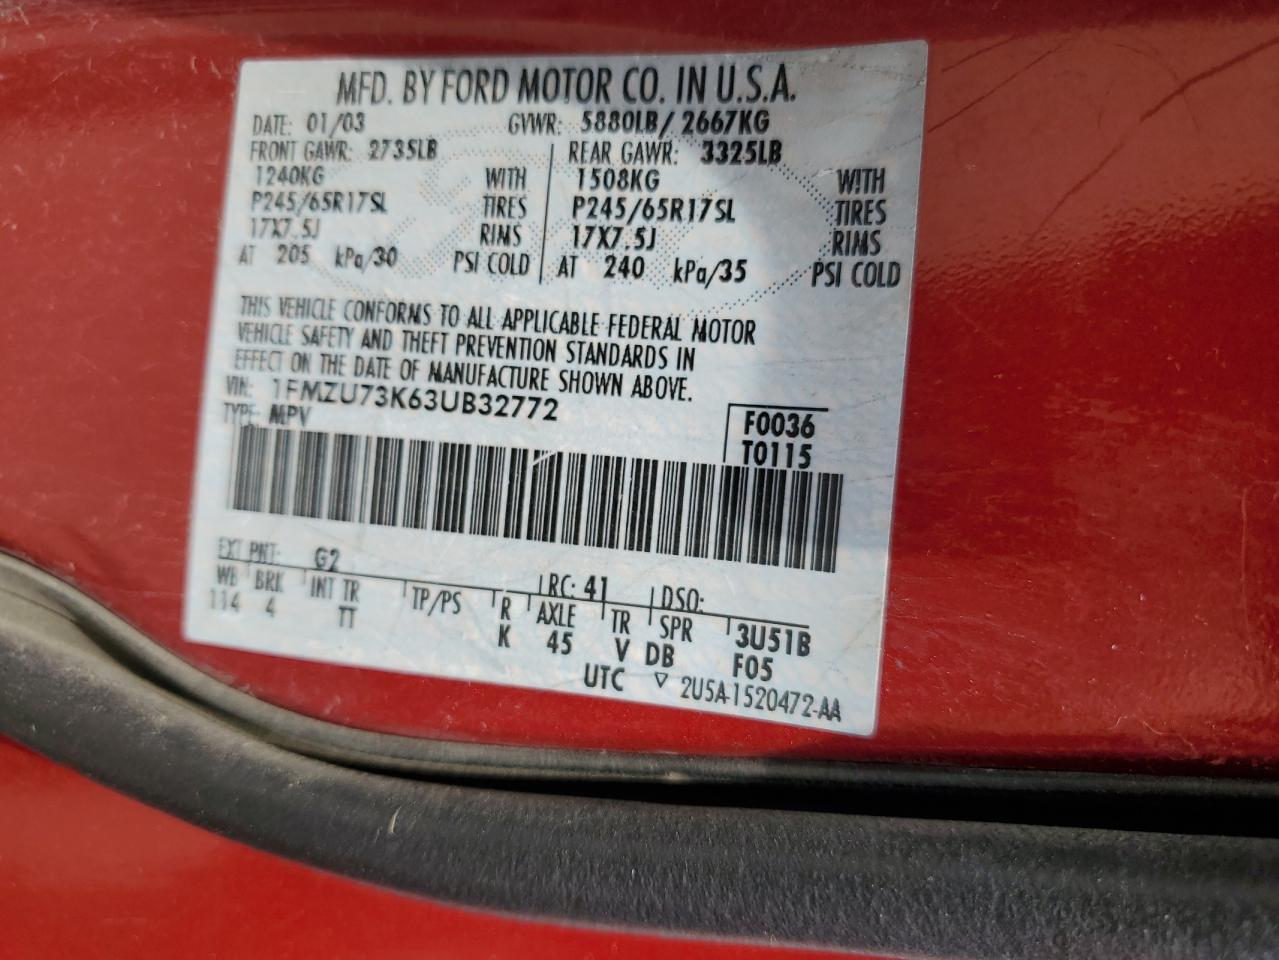 MFD. BY FORD MOTOR CO. IN U.S.A.
DATE: 01/03 GVWR: 5880LB/2667KG
FRONT GAWR: 2735LB REAR GAWR: 3325LB
1240KG WITH 1508KG WITH
P245/65R17SL TIRES P245/65R17SL TIRES
17X7.5J RIMS 17X7.5J RIMS
AT 205 kPa/30 PSI COLD AT 240 kPa/35 PSI COLD
THIS VEHICLE CONFORMS TO ALL APPLICABLE FEDERAL MOTOR
VEHICLE SAFETY AND THEFT PREVENTION STANDARDS IN
EFFECT ON THE DATE OF MANUFACTURE SHOWN ABOVE.
VIN: 1FMZU73K63UB32772
TYPE: MPV
F0036
T0115
EXT PNT: G2 RC: 41 DSO:
WB BRK INT TR TP/PS R AXLE TR SPR 3U51B
114 4 TT K 45 V DB F05
UTC ▽ 2U5A-1520472-AA